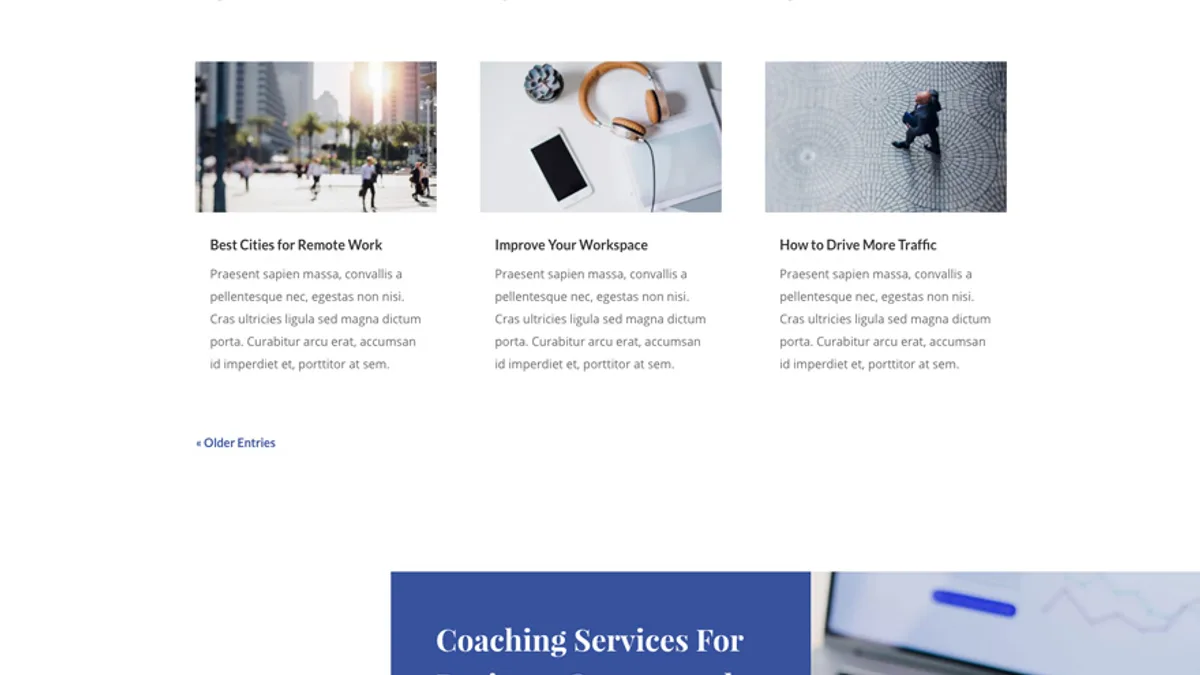 Best Cities for Remote Work
Praesent sapien massa, convallis a
pellentesque nec, egestas non nisi.
Cras ultricies ligula sed magna dictum
porta. Curabitur arcu erat, accumsan
id imperdiet et, porttitor at sem.
Improve Your Workspace
Praesent sapien massa, convallis a
pellentesque nec, egestas non nisi.
Cras ultricies ligula sed magna dictum
porta. Curabitur arcu erat, accumsan
id imperdiet et, porttitor at sem.
How to Drive More Traffic
Praesent sapien massa, convallis a
pellentesque nec, egestas non nisi.
Cras ultricies ligula sed magna dictum
porta. Curabitur arcu erat, accumsan
id imperdiet et, porttitor at sem.
« Older Entries
Coaching Services For